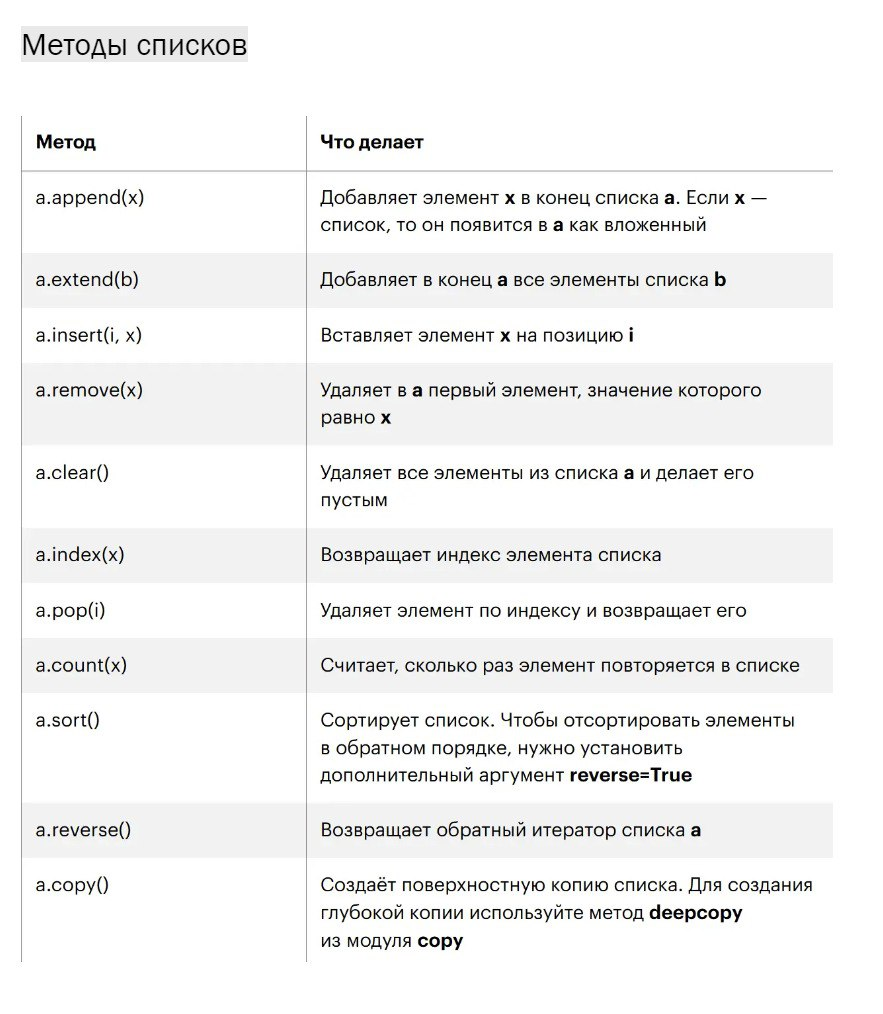 Методы списков
Метод
Что делает
a.append(x)
Добавляет элемент x в конец списка a. Если x —
список, то он появится в a как вложенный
a.extend(b)
Добавляет в конец a все элементы списка b
a.insert(i, x)
Вставляет элемент x на позицию i
a.remove(x)
Удаляет в a первый элемент, значение которого
равно x
a.clear()
Удаляет все элементы из списка a и делает его
пустым
a.index(x)
Возвращает индекс элемента списка
a.pop(i)
Удаляет элемент по индексу и возвращает его
a.count(x)
Считает, сколько раз элемент повторяется в списке
a.sort()
Сортирует список. Чтобы отсортировать элементы
в обратном порядке, нужно установить
дополнительный аргумент reverse=True
a.reverse()
Возвращает обратный итератор списка a
a.copy()
Создаёт поверхностную копию списка. Для создания
глубокой копии используйте метод deepcopy
из модуля copy